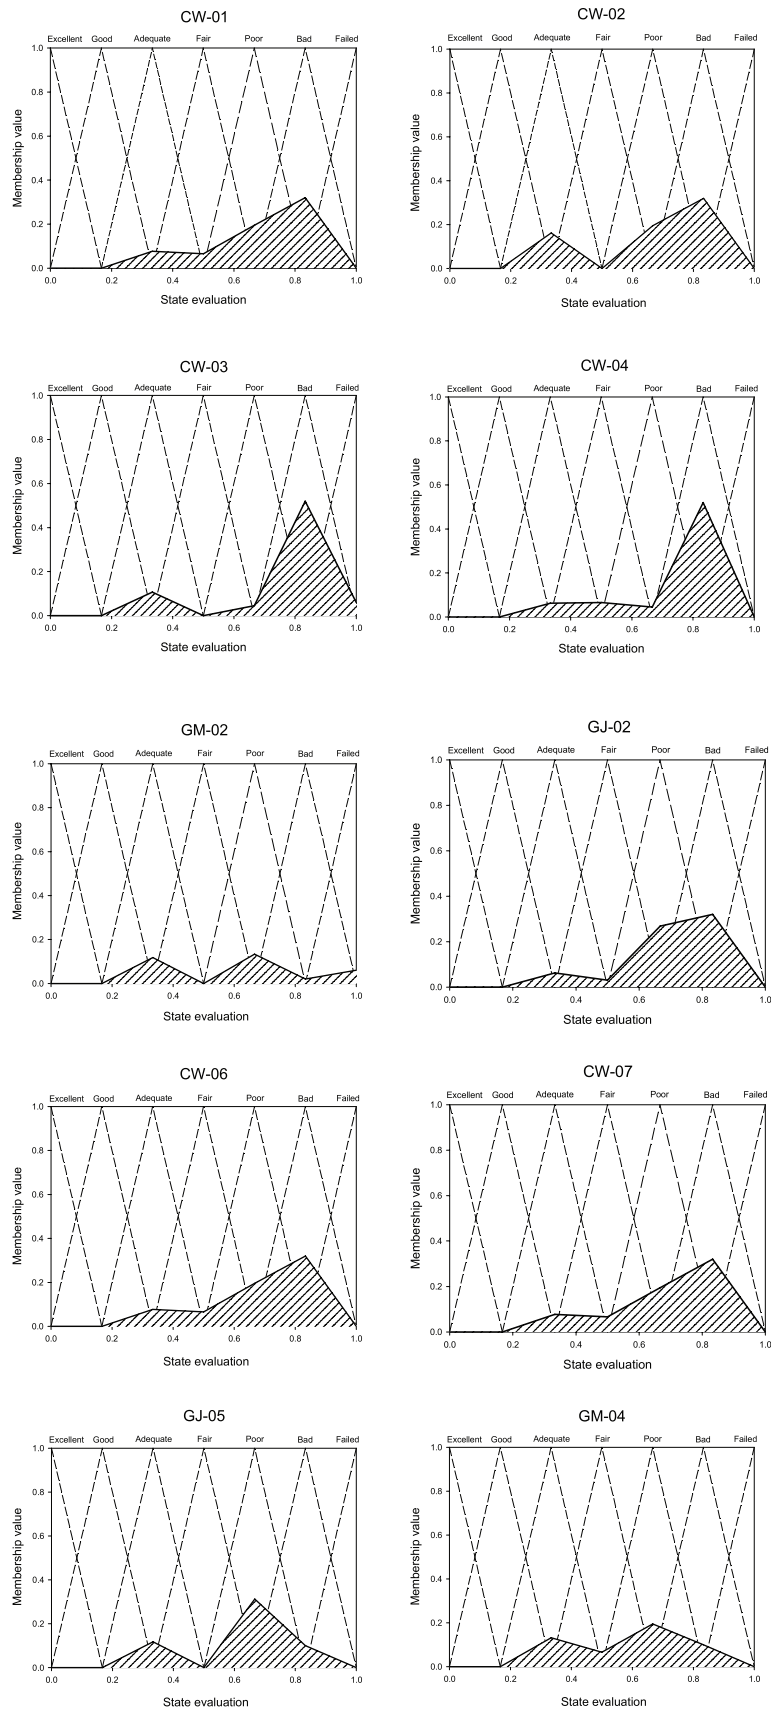 CW-01
Excellent Good Adequate Fair Poor Bad Failed
1.0
0.8
0.6
0.4
0.2
0.0
Membership value
0.0 0.2 0.4 0.6 0.8 1.0
State evaluation
CW-02
Excellent Good Adequate Fair Poor Bad Failed
1.0
0.8
0.6
0.4
0.2
0.0
Membership value
0.0 0.2 0.4 0.6 0.8 1.0
State evaluation
CW-03
Excellent Good Adequate Fair Poor Bad Failed
1.0
0.8
0.6
0.4
0.2
0.0
Membership value
0.0 0.2 0.4 0.6 0.8 1.0
State evaluation
CW-04
Excellent Good Adequate Fair Poor Bad Failed
1.0
0.8
0.6
0.4
0.2
0.0
Membership value
0.0 0.2 0.4 0.6 0.8 1.0
State evaluation
GM-02
Excellent Good Adequate Fair Poor Bad Failed
1.0
0.8
0.6
0.4
0.2
0.0
Membership value
0.0 0.2 0.4 0.6 0.8 1.0
State evaluation
GJ-02
Excellent Good Adequate Fair Poor Bad Failed
1.0
0.8
0.6
0.4
0.2
0.0
Membership value
0.0 0.2 0.4 0.6 0.8 1.0
State evaluation
CW-06
Excellent Good Adequate Fair Poor Bad Failed
1.0
0.8
0.6
0.4
0.2
0.0
Membership value
0.0 0.2 0.4 0.6 0.8 1.0
State evaluation
CW-07
Excellent Good Adequate Fair Poor Bad Failed
1.0
0.8
0.6
0.4
0.2
0.0
Membership value
0.0 0.2 0.4 0.6 0.8 1.0
State evaluation
GJ-05
Excellent Good Adequate Fair Poor Bad Failed
1.0
0.8
0.6
0.4
0.2
0.0
Membership value
0.0 0.2 0.4 0.6 0.8 1.0
State evaluation
GM-04
Excellent Good Adequate Fair Poor Bad Failed
1.0
0.8
0.6
0.4
0.2
0.0
Membership value
0.0 0.2 0.4 0.6 0.8 1.0
State evaluation